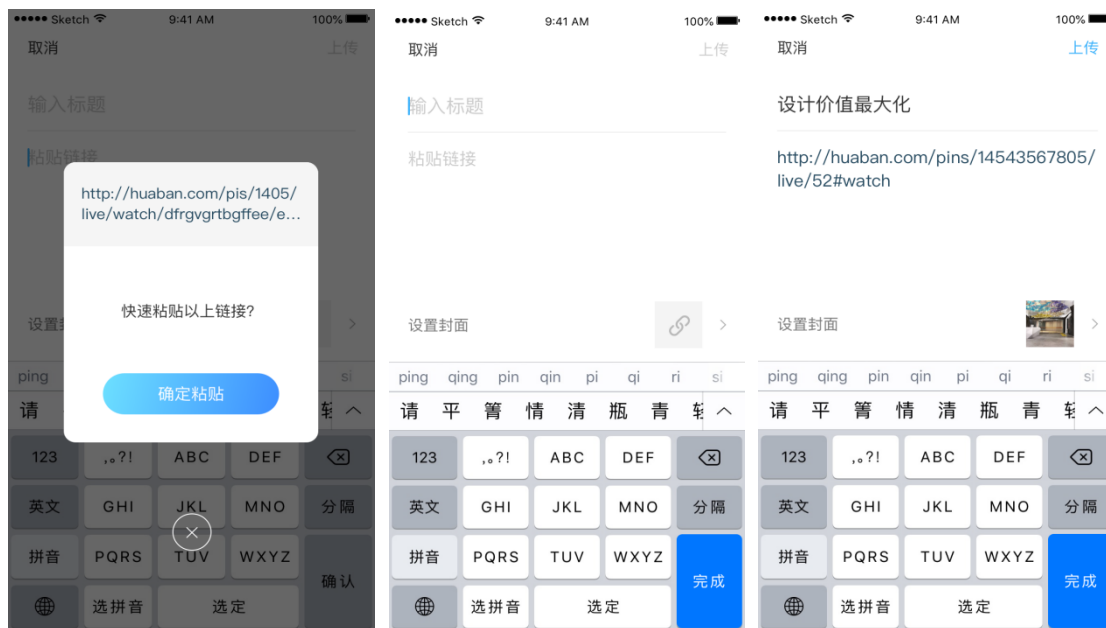 Sketch 9:41 AM 100%
取消 上传
输入标题
粘贴链接
http://huaban.com/pis/1405/
live/watch/dfrgvgrtbgffee/e...
快速粘贴以上链接?
设置
确定粘贴
ping si
请
123 ,。?! ABC DEF
英文 GHI JKL MNO 分隔
拼音 PQRS TUV WXYZ
确认
选拼音 选定
Sketch 9:41 AM 100%
取消 上传
输入标题
粘贴链接
设置封面
ping qing pin qin pi qi ri si
请 平 箐 情 清 瓶 青
123 ,。?! ABC DEF
英文 GHI JKL MNO 分隔
拼音 PQRS TUV WXYZ
完成
选拼音 选定
Sketch 9:41 AM 100%
取消 上传
设计价值最大化
http://huaban.com/pins/14543567805/
live/52#watch
设置封面
ping qing pin qin pi qi ri si
请 平 箐 情 清 瓶 青
123 ,。?! ABC DEF
英文 GHI JKL MNO 分隔
拼音 PQRS TUV WXYZ
完成
选拼音 选定